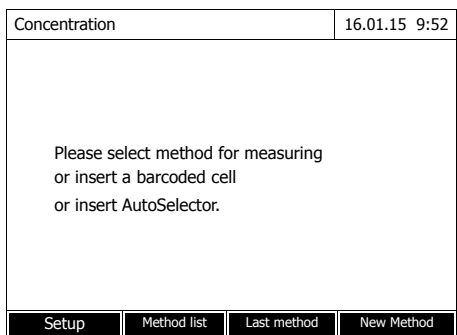 Concentration
16.01.15 9:52
Please select method for measuring
or insert a barcoded cell
or insert AutoSelector.
Setup
Method list
Last method
New Method